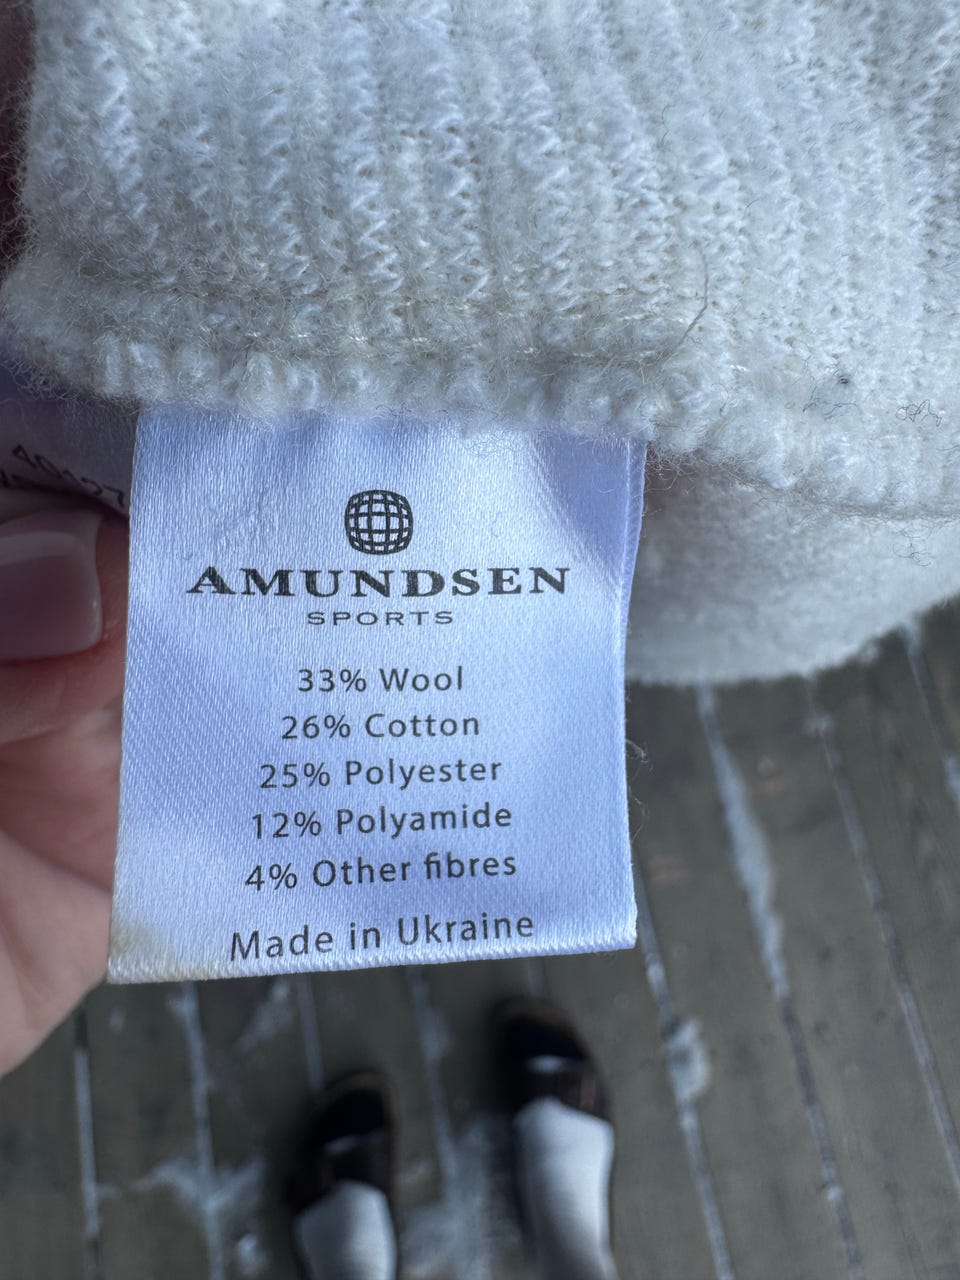 AMUNDSEN
SPORTS
33% Wool
26% Cotton
25% Polyester
12% Polyamide
4% Other fibres
Made in Ukraine